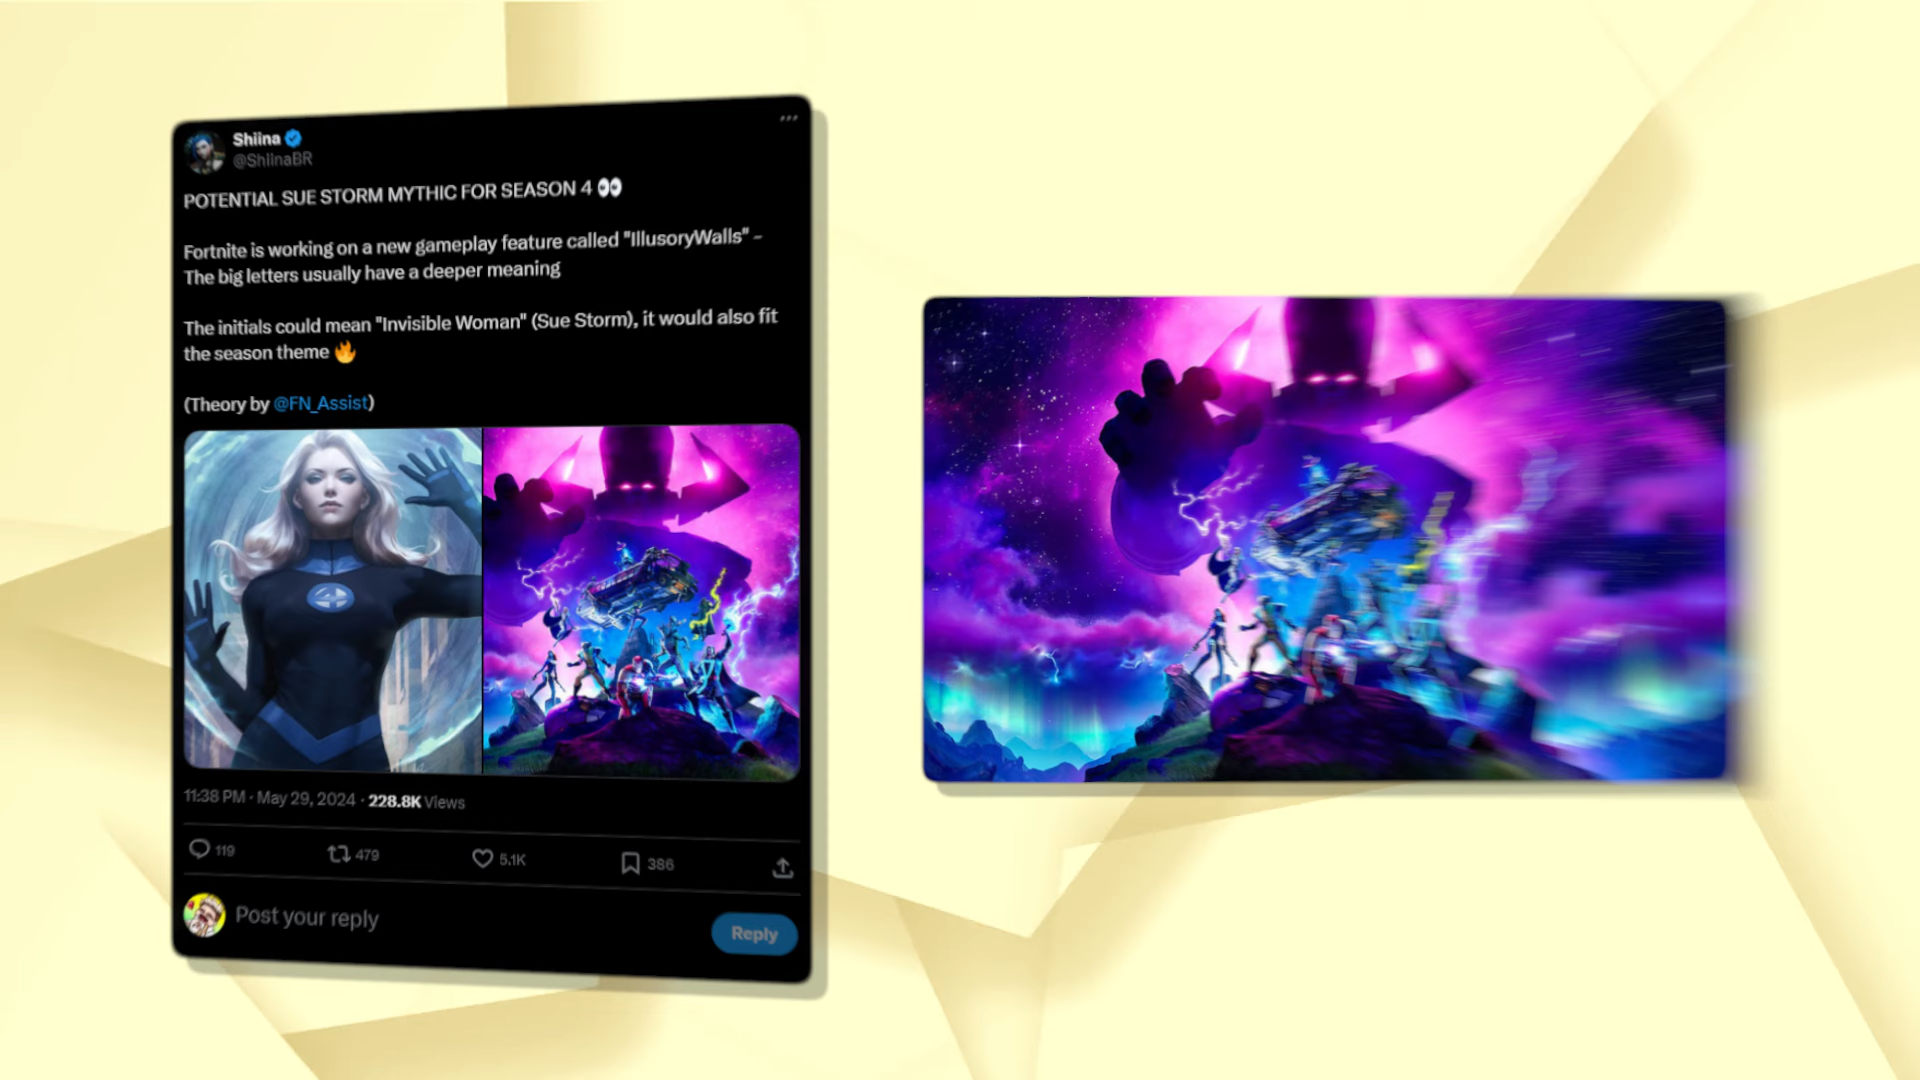 Shiina
@ShiinaBR
POTENTIAL SUE STORM MYTHIC FOR SEASON 4 👀
Fortnite is working on a new gameplay feature called "IllusoryWalls" -
The big letters usually have a deeper meaning
The initials could mean "Invisible Woman" (Sue Storm), it would also fit
the season theme 🔥
(Theory by @FN_Assist)
4
11:38 PM · May 29, 2024 · 228.8K Views
119 479 5.1K 386
Post your reply
Reply